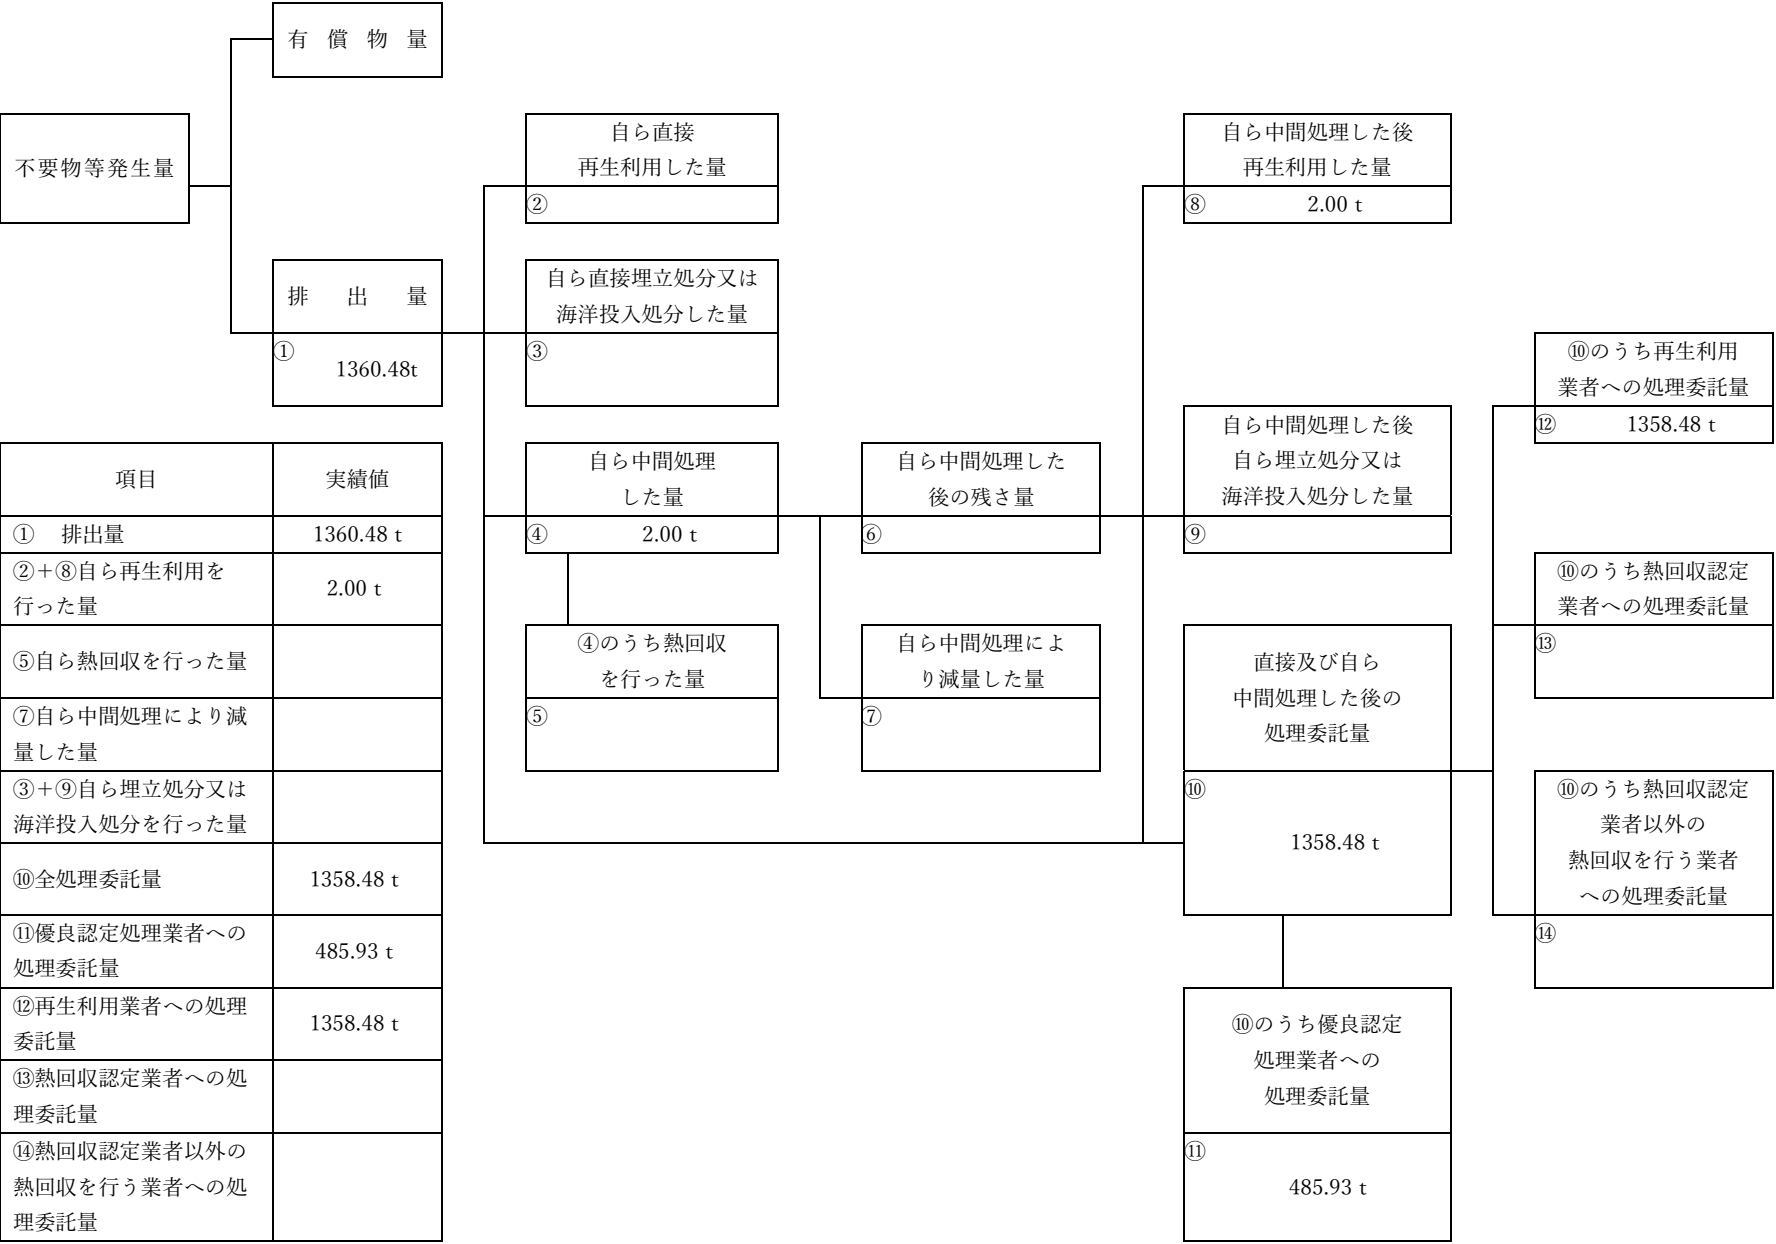 有償物量
不要物等発生量
排出量
①
1360.48t
自ら直接
再生利用した量
②
自ら直接埋立処分又は
海洋投入処分した量
③
自ら中間処理
した量
④ 2.00 t
④のうち熱回収
を行った量
⑤
自ら中間処理した
後の残さ量
⑥
自ら中間処理によ
り減量した量
⑦
自ら中間処理した後
再生利用した量
⑧ 2.00 t
自ら中間処理した後
自ら埋立処分又は
海洋投入処分した量
⑨
直接及び自ら
中間処理した後の
処理委託量
⑩
1358.48 t
⑩のうち優良認定
処理業者への
処理委託量
⑪
485.93 t
⑩のうち再生利用
業者への処理委託量
⑫ 1358.48 t
⑩のうち熱回収認定
業者への処理委託量
⑬
⑩のうち熱回収認定
業者以外の
熱回収を行う業者
への処理委託量
⑭
項目 実績値
① 排出量 1360.48 t
②＋⑧自ら再生利用を
行った量
2.00 t
⑤自ら熱回収を行った量
⑦自ら中間処理により減
量した量
③＋⑨自ら埋立処分又は
海洋投入処分を行った量
⑩全処理委託量 1358.48 t
⑪優良認定処理業者への
処理委託量
485.93 t
⑫再生利用業者への処理
委託量
1358.48 t
⑬熱回収認定業者への処
理委託量
⑭熱回収認定業者以外の
熱回収を行う業者への処
理委託量